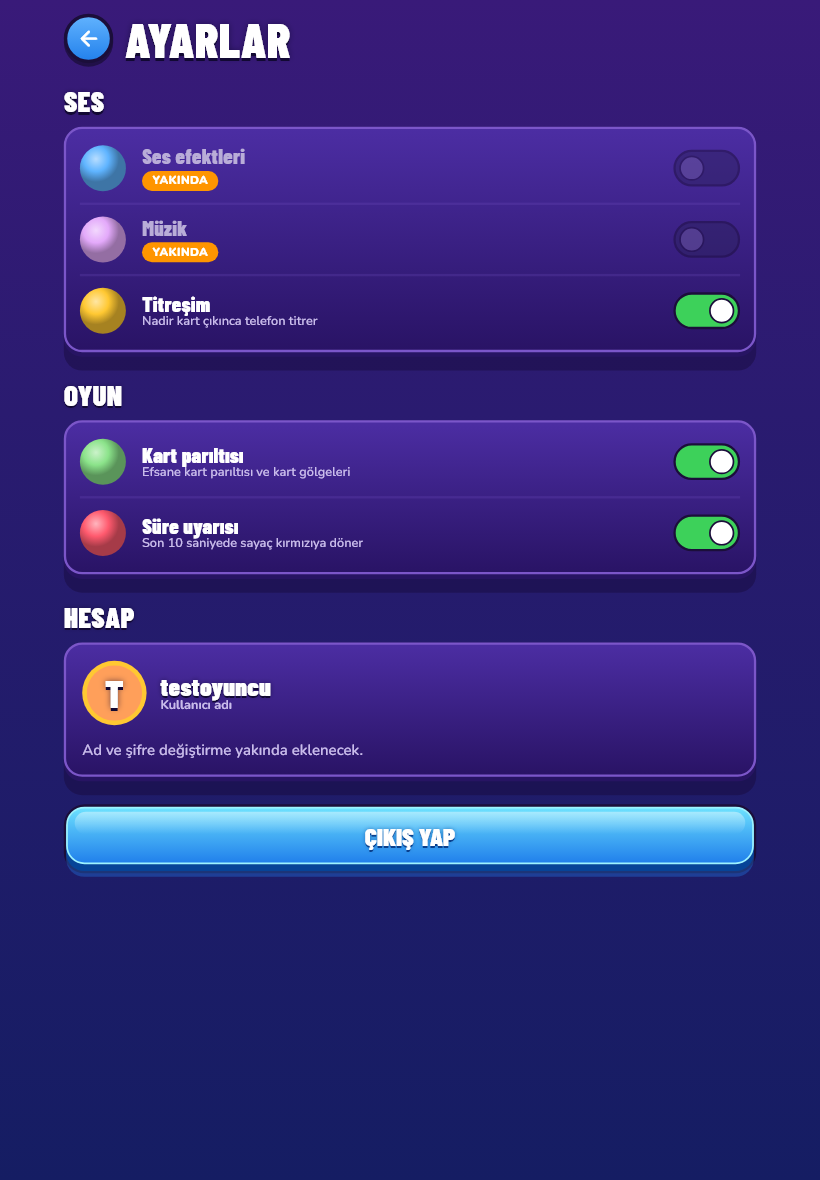 AYARLAR
SES
Ses efektleri
YAKINDA
Müzik
YAKINDA
Titreşim
Nadir kart çıkınca telefon titrer
OYUN
Kart parıltısı
Efsane kart parıltısı ve kart gölgeleri
Süre uyarısı
Son 10 saniyede sayaç kırmızıya döner
HESAP
T
testoyuncu
Kullanıcı adı
Ad ve şifre değiştirme yakında eklenecek.
ÇIKIŞ YAP